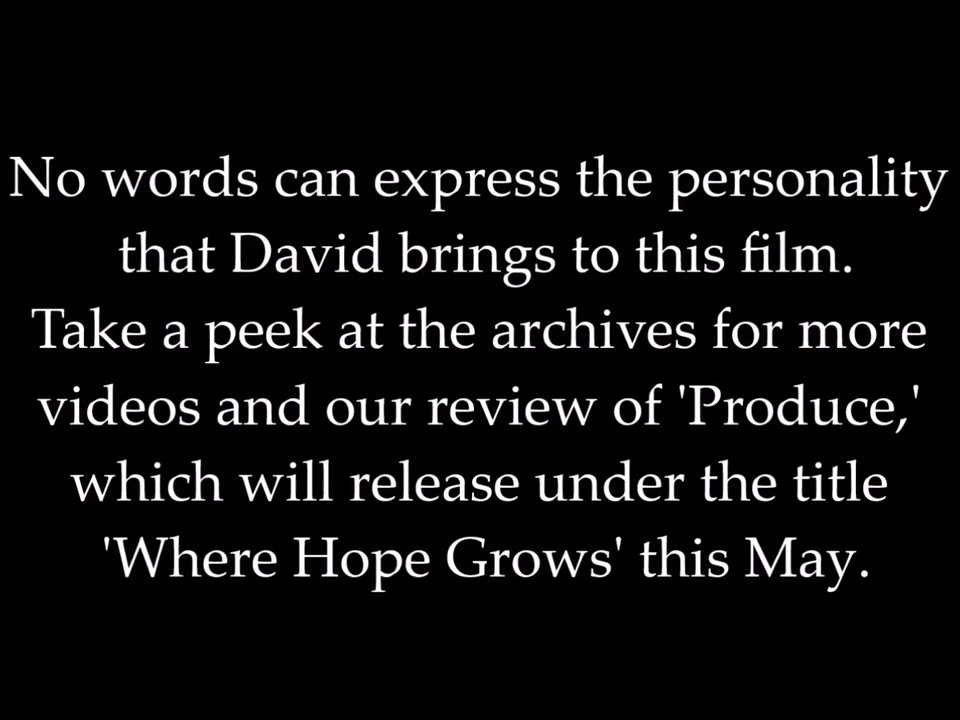 No words can express the personality
that David brings to this film.
Take a peek at the archives for more
videos and our review of 'Produce,'
which will release under the title
'Where Hope Grows' this May.